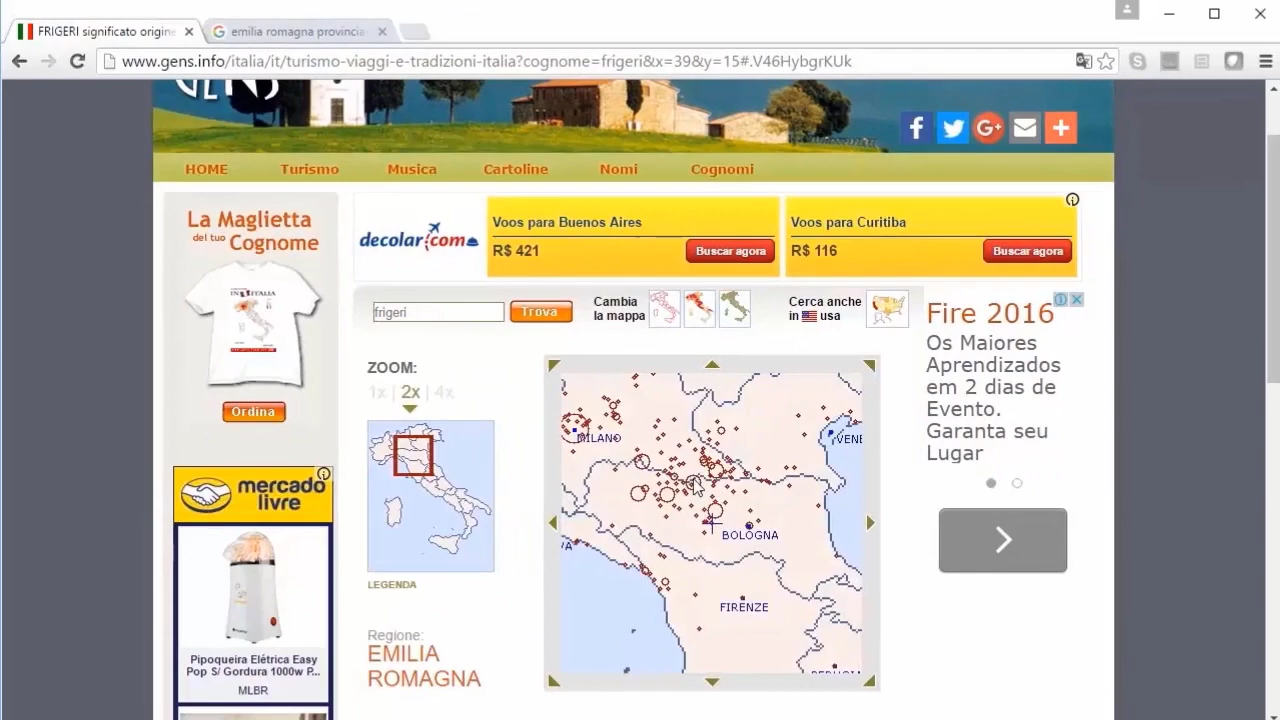 FRIGERI significato origine
emilia romagna provincia
www.gens.info/italia/it/turismo-viaggi-e-tradizioni-italia?cognome=frigeri&x=39&y=15#.V46HybgrKUk
GENS
HOME Turismo Musica Cartoline Nomi Cognomi
La Maglietta
del tuo Cognome
IN ITALIA
Ordina
mercado
livre
Pipoqueira Elétrica Easy
Pop S/ Gordura 1000w P...
MLBR
decolar.com
Voos para Buenos Aires
R$ 421
Buscar agora
Voos para Curitiba
R$ 116
Buscar agora
frigeri
Trova
Cambia
la mappa
Cerca anche
in usa
ZOOM:
1x | 2x | 4x
LEGENDA
Regione:
EMILIA
ROMAGNA
MILANO
VENE
BOLOGNA
VA
FIRENZE
Fire 2016
Os Maiores
Aprendizados
em 2 dias de
Evento.
Garanta seu
Lugar